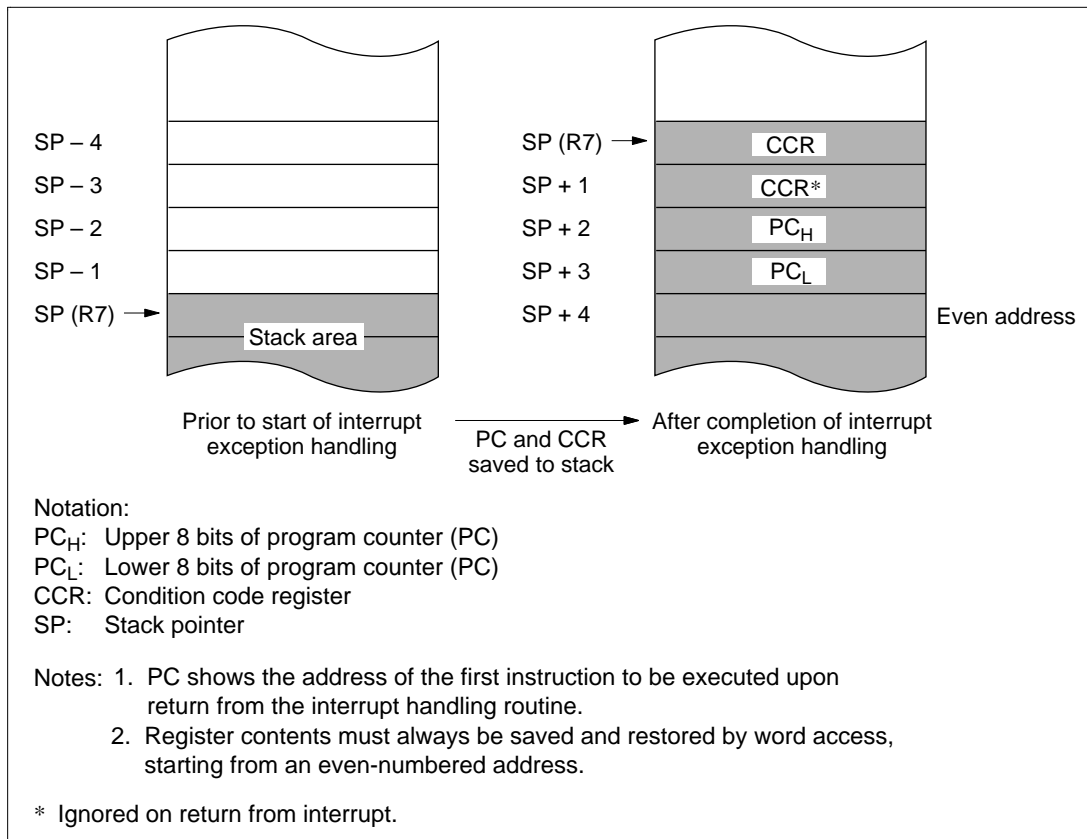 SP – 4
SP – 3
SP – 2
SP – 1
SP (R7)
Stack area
SP (R7)
SP + 1
SP + 2
SP + 3
SP + 4
CCR
CCR*
PCH
PCL
Even address
Prior to start of interrupt
exception handling
PC and CCR
saved to stack
After completion of interrupt
exception handling
Notation:
PCH: Upper 8 bits of program counter (PC)
PCL: Lower 8 bits of program counter (PC)
CCR: Condition code register
SP: Stack pointer
Notes: 1. PC shows the address of the first instruction to be executed upon
return from the interrupt handling routine.
2. Register contents must always be saved and restored by word access,
starting from an even-numbered address.
* Ignored on return from interrupt.